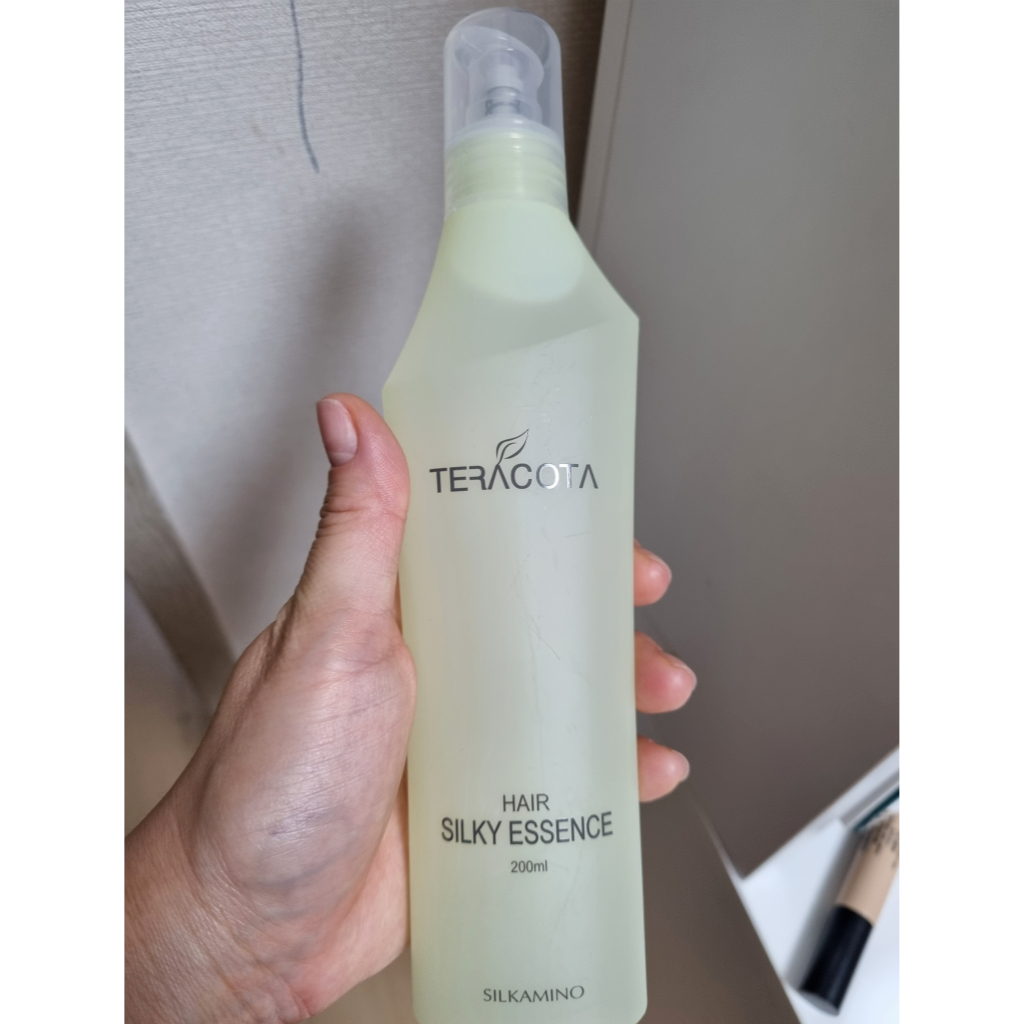 TERACOTA
HAIR
SILKY ESSENCE
200ml
SILKAMINO